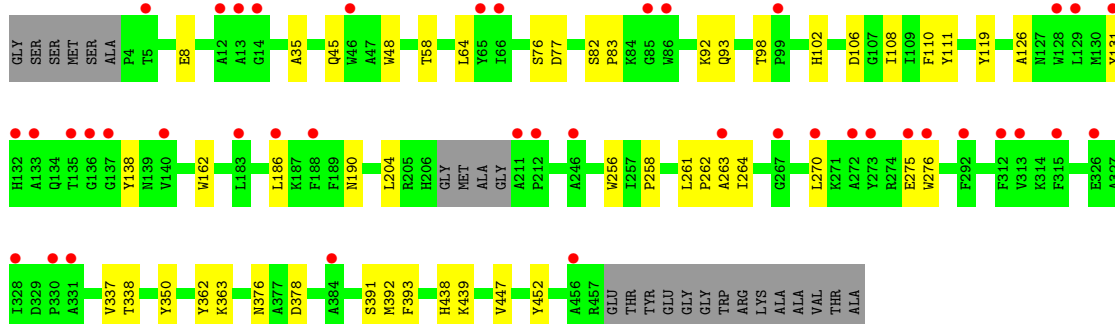 GLY SER SER MET SER ALA P4 T5 E8 A12 A13 G14 A35 Q45 W46 A47 W48 T58 L64 Y65 I66 S76 D77 S82 P83 K84 G85 W86 K92 Q93 T98 P99 H102 D106 G107 I108 I109 F110 Y111 Y119 A126 N127 W128 L129 M130 Y131
H132 A133 Q134 T135 G136 G137 Y138 N139 V140 W162 L183 L186 K187 F188 F189 N190 L204 R205 H206 GLY MET ALA GLY A211 P212 A246 W256 I257 P258 L261 P262 A263 I264 G267 L270 K271 A272 Y273 R274 E275 W276 F292 F312 V313 K314 F315 E326 A327
I328 D329 P330 A331 V337 T338 Y350 Y362 K363 N376 A377 D378 A384 S391 M392 F393 H438 K439 V447 Y452 A456 R457 GLU THR TYR GLU GLY GLY TRP ARG LYS ALA ALA VAL THR ALA